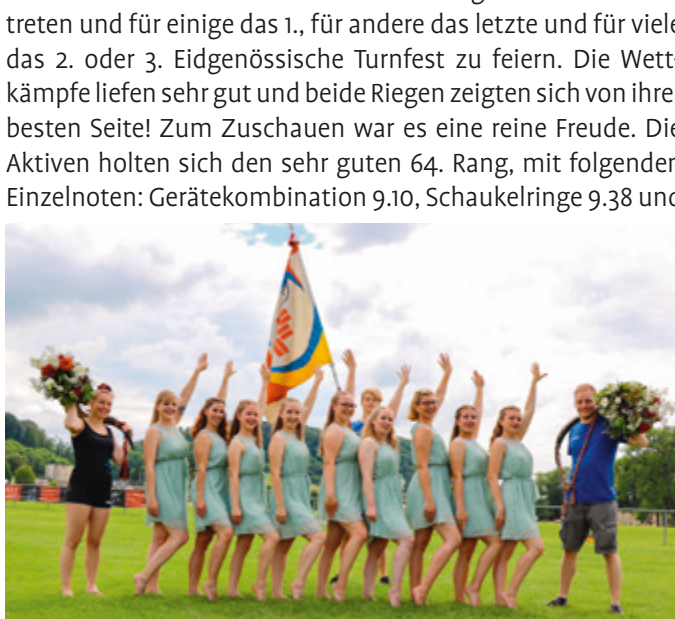 treten und für einige das 1., für andere das letzte und für viele
das 2. oder 3. Eidgenössische Turnfest zu feiern. Die Wett-
kämpfe liefen sehr gut und beide Riegen zeigten sich von ihrer
besten Seite! Zum Zuschauen war es eine reine Freude. Die
Aktiven holten sich den sehr guten 64. Rang, mit folgenden
Einzelnoten: Gerätekombination 9.10, Schaukelringe 9.38 und